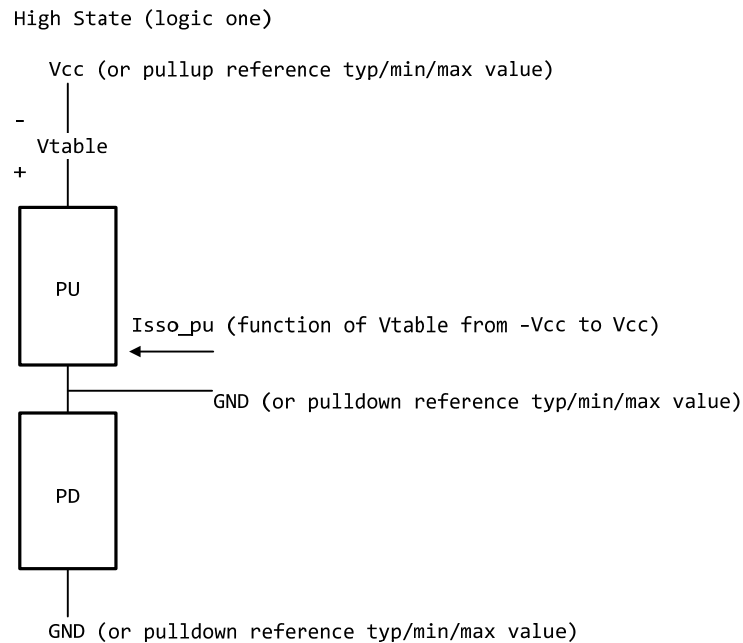 High State (logic one)
Vcc (or pullup reference typ/min/max value)
-
Vtable
+
PU
Isso_pu (function of Vtable from -Vcc to Vcc)
GND (or pulldown reference typ/min/max value)
PD
GND (or pulldown reference typ/min/max value)